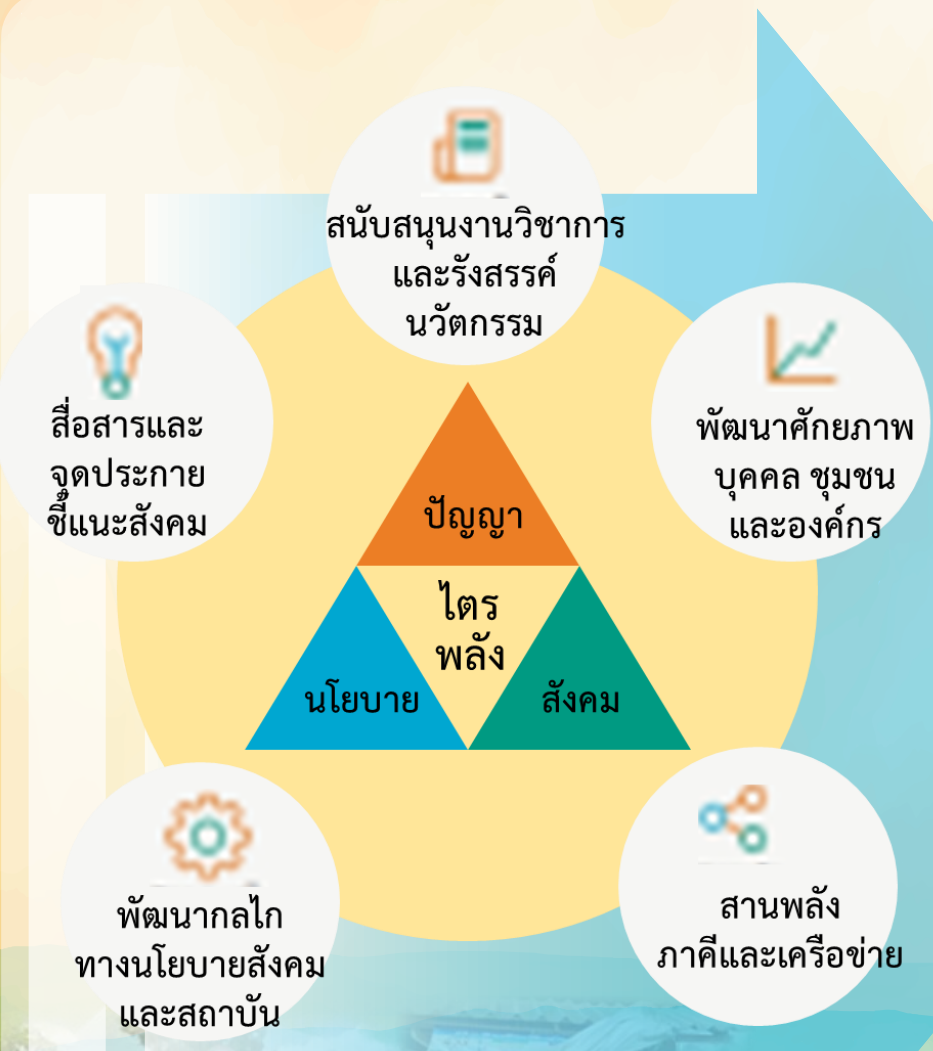 สนับสนุนงานวิชาการ
และรังสรรค์
นวัตกรรม
สื่อสารและ
จุดประกาย
ชี้แนะสังคม
พัฒนาศักยภาพ
บุคคล ชุมชน
และองค์กร
ปัญญา
ไตร
พลัง
นโยบาย
สังคม
พัฒนากลไก
ทางนโยบายสังคม
และสถาบัน
สานพลัง
ภาคีและเครือข่าย